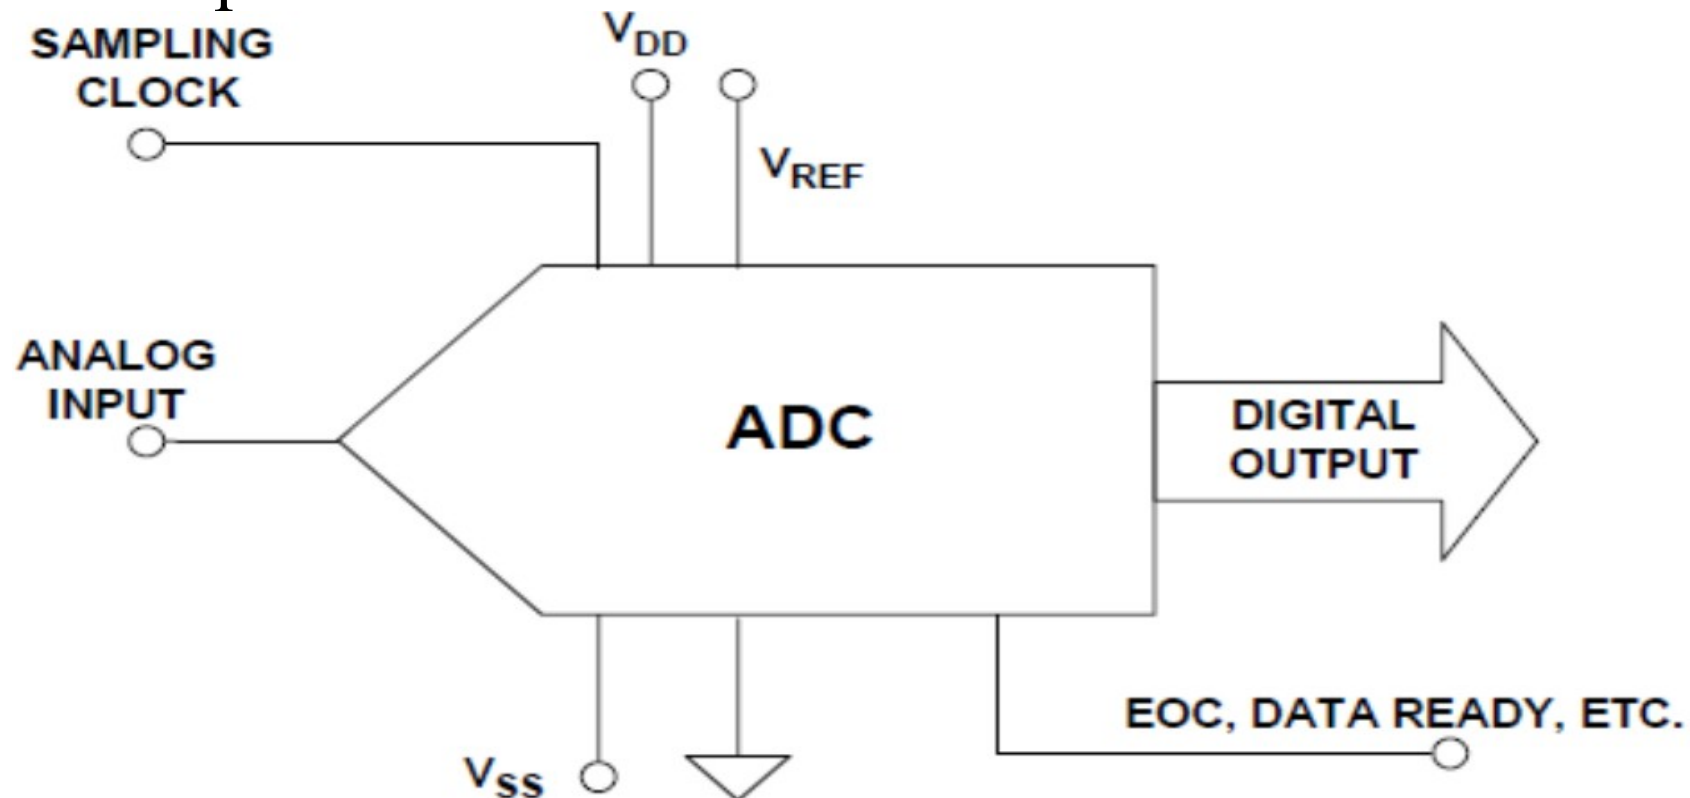 SAMPLING
CLOCK
VDD
VREF
ANALOG
INPUT
ADC
DIGITAL
OUTPUT
EOC, DATA READY, ETC.
VSS